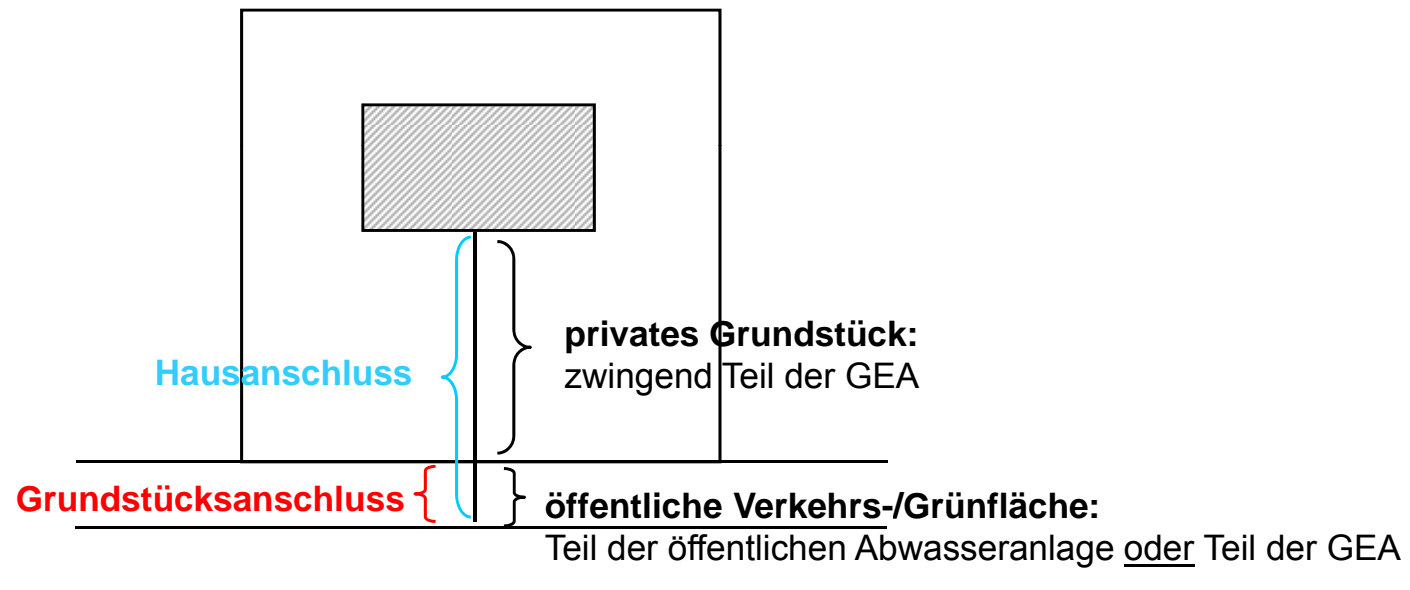 privates Grundstück:
zwingend Teil der GEA
Hausanschluss
Grundstücksanschluss
öffentliche Verkehrs-/Grünfläche:
Teil der öffentlichen Abwasseranlage oder Teil der GEA